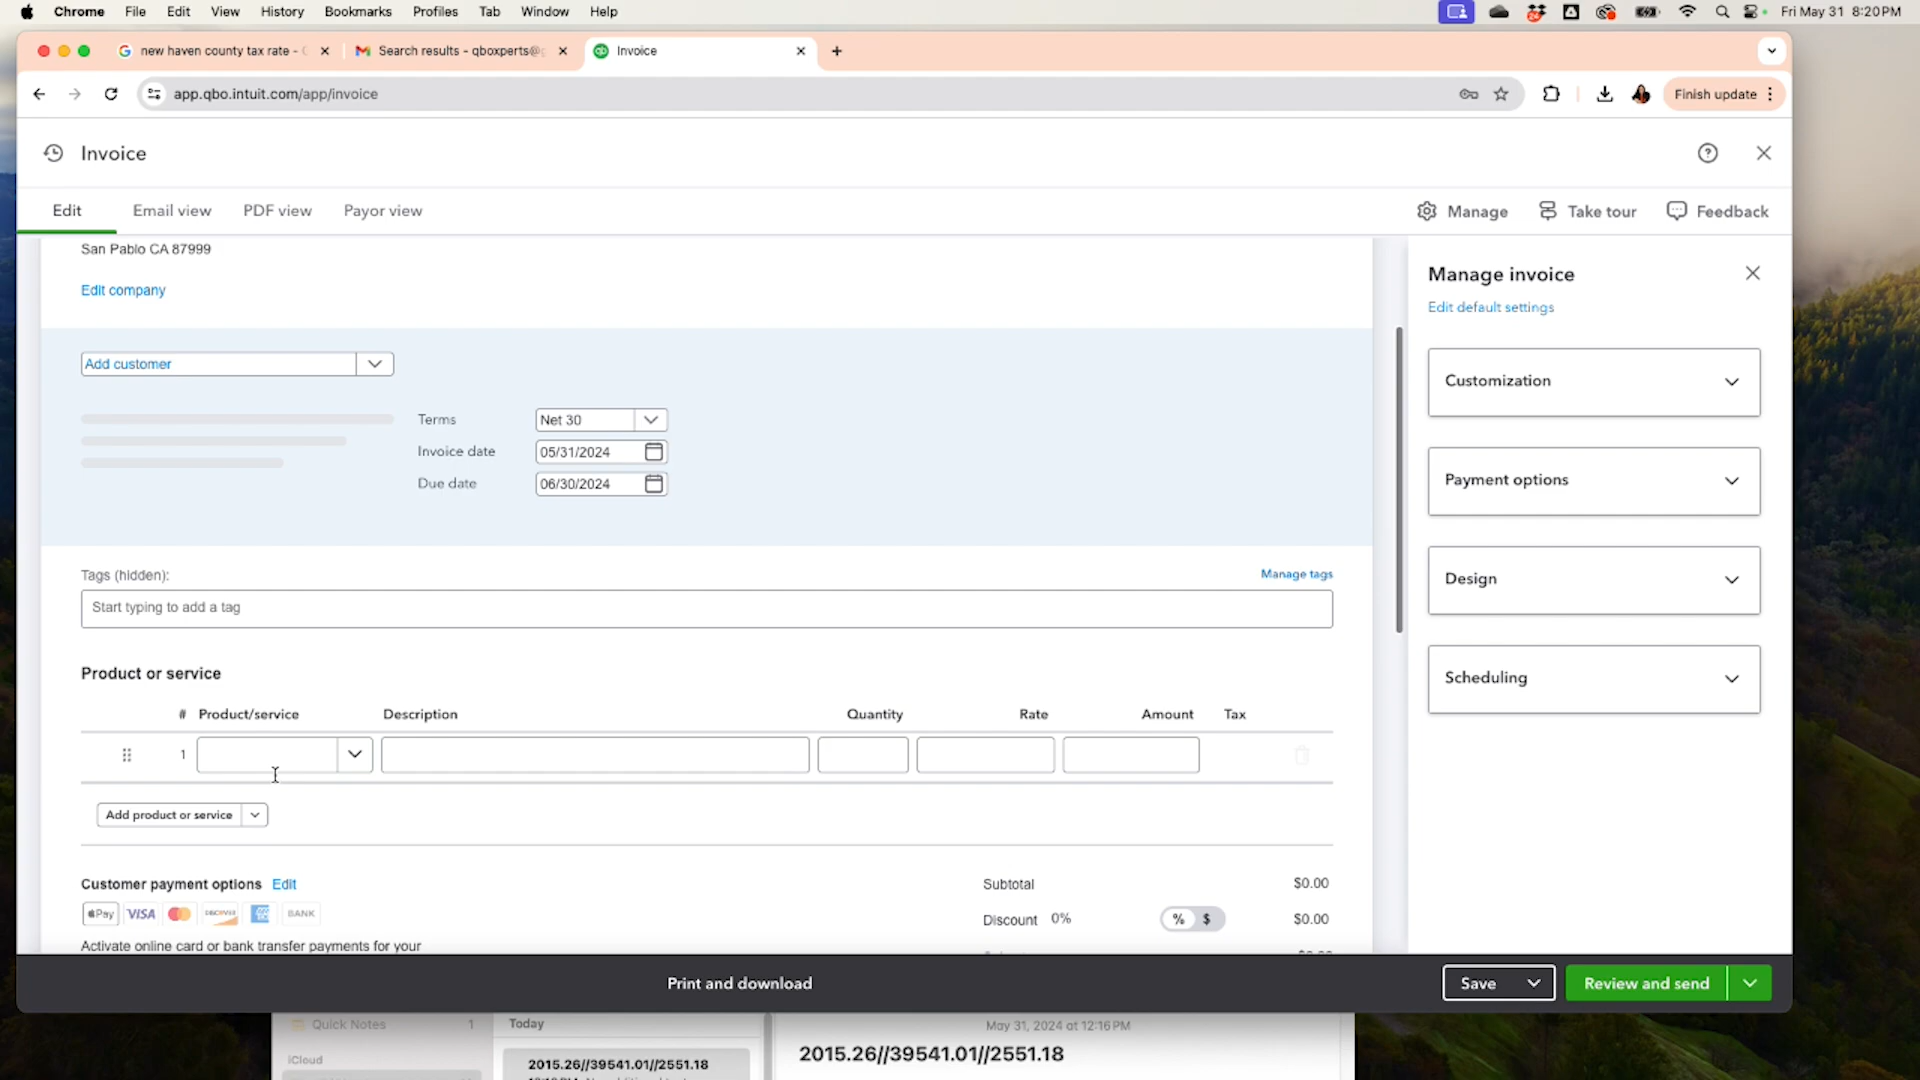 Chrome File Edit View History Bookmarks Profiles Tab Window Help
Fri May 31 8:20 PM
new haven county tax rate -
Search results - qboxperts@
Invoice
app.qbo.intuit.com/app/invoice
Finish update
Invoice
Edit Email view PDF view Payor view
Manage Take tour Feedback
San Pablo CA 87999
Edit company
Manage invoice
Edit default settings
Add customer
Customization
Terms Net 30
Invoice date 05/31/2024
Due date 06/30/2024
Payment options
Tags (hidden): Manage tags
Start typing to add a tag
Design
Product or service
Scheduling
# Product/service Description Quantity Rate Amount Tax
1
Add product or service
Customer payment options Edit
Pay VISA DISCOVER BANK
Activate online card or bank transfer payments for your
Subtotal $0.00
Discount 0% % $ $0.00
Print and download
Save
Review and send
Quick Notes 1
iCloud
Today
2015.26//39541.01//2551.18
May 31, 2024 at 12:16 PM
2015.26//39541.01//2551.18